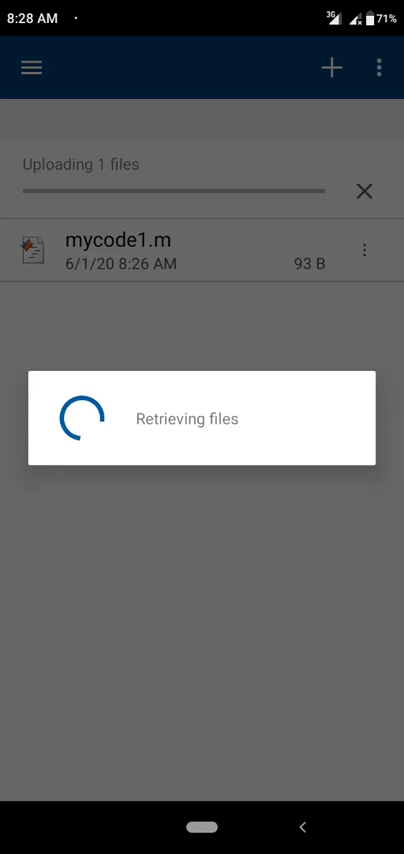 8:28 AM
3G
71%
Uploading 1 files
mycode1.m
6/1/20 8:26 AM 93 B
Retrieving files